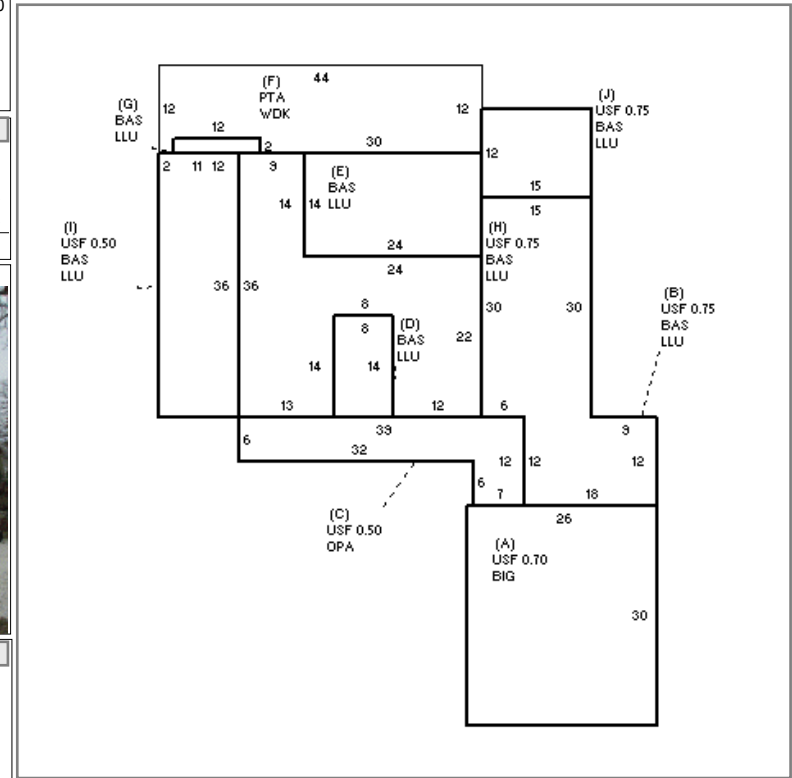 44
(F)
PTA
WDK
(G)
BAS
LLU
12
12
12
2
30
(J)
USF 0.75
BAS
LLU
12
2 11 12 9
(E)
BAS
LLU
14 14
15
15
24
24
(I)
USF 0.50
BAS
LLU
(H)
USF 0.75
BAS
LLU
36 36
30 30
(B)
USF 0.75
BAS
LLU
8
8
(D)
BAS
LLU
22
14 14
13
12
6
39
9
6
32
12 12
12
6
7
18
(C)
USF 0.50
OPA
26
(A)
USF 0.70
BIG
30